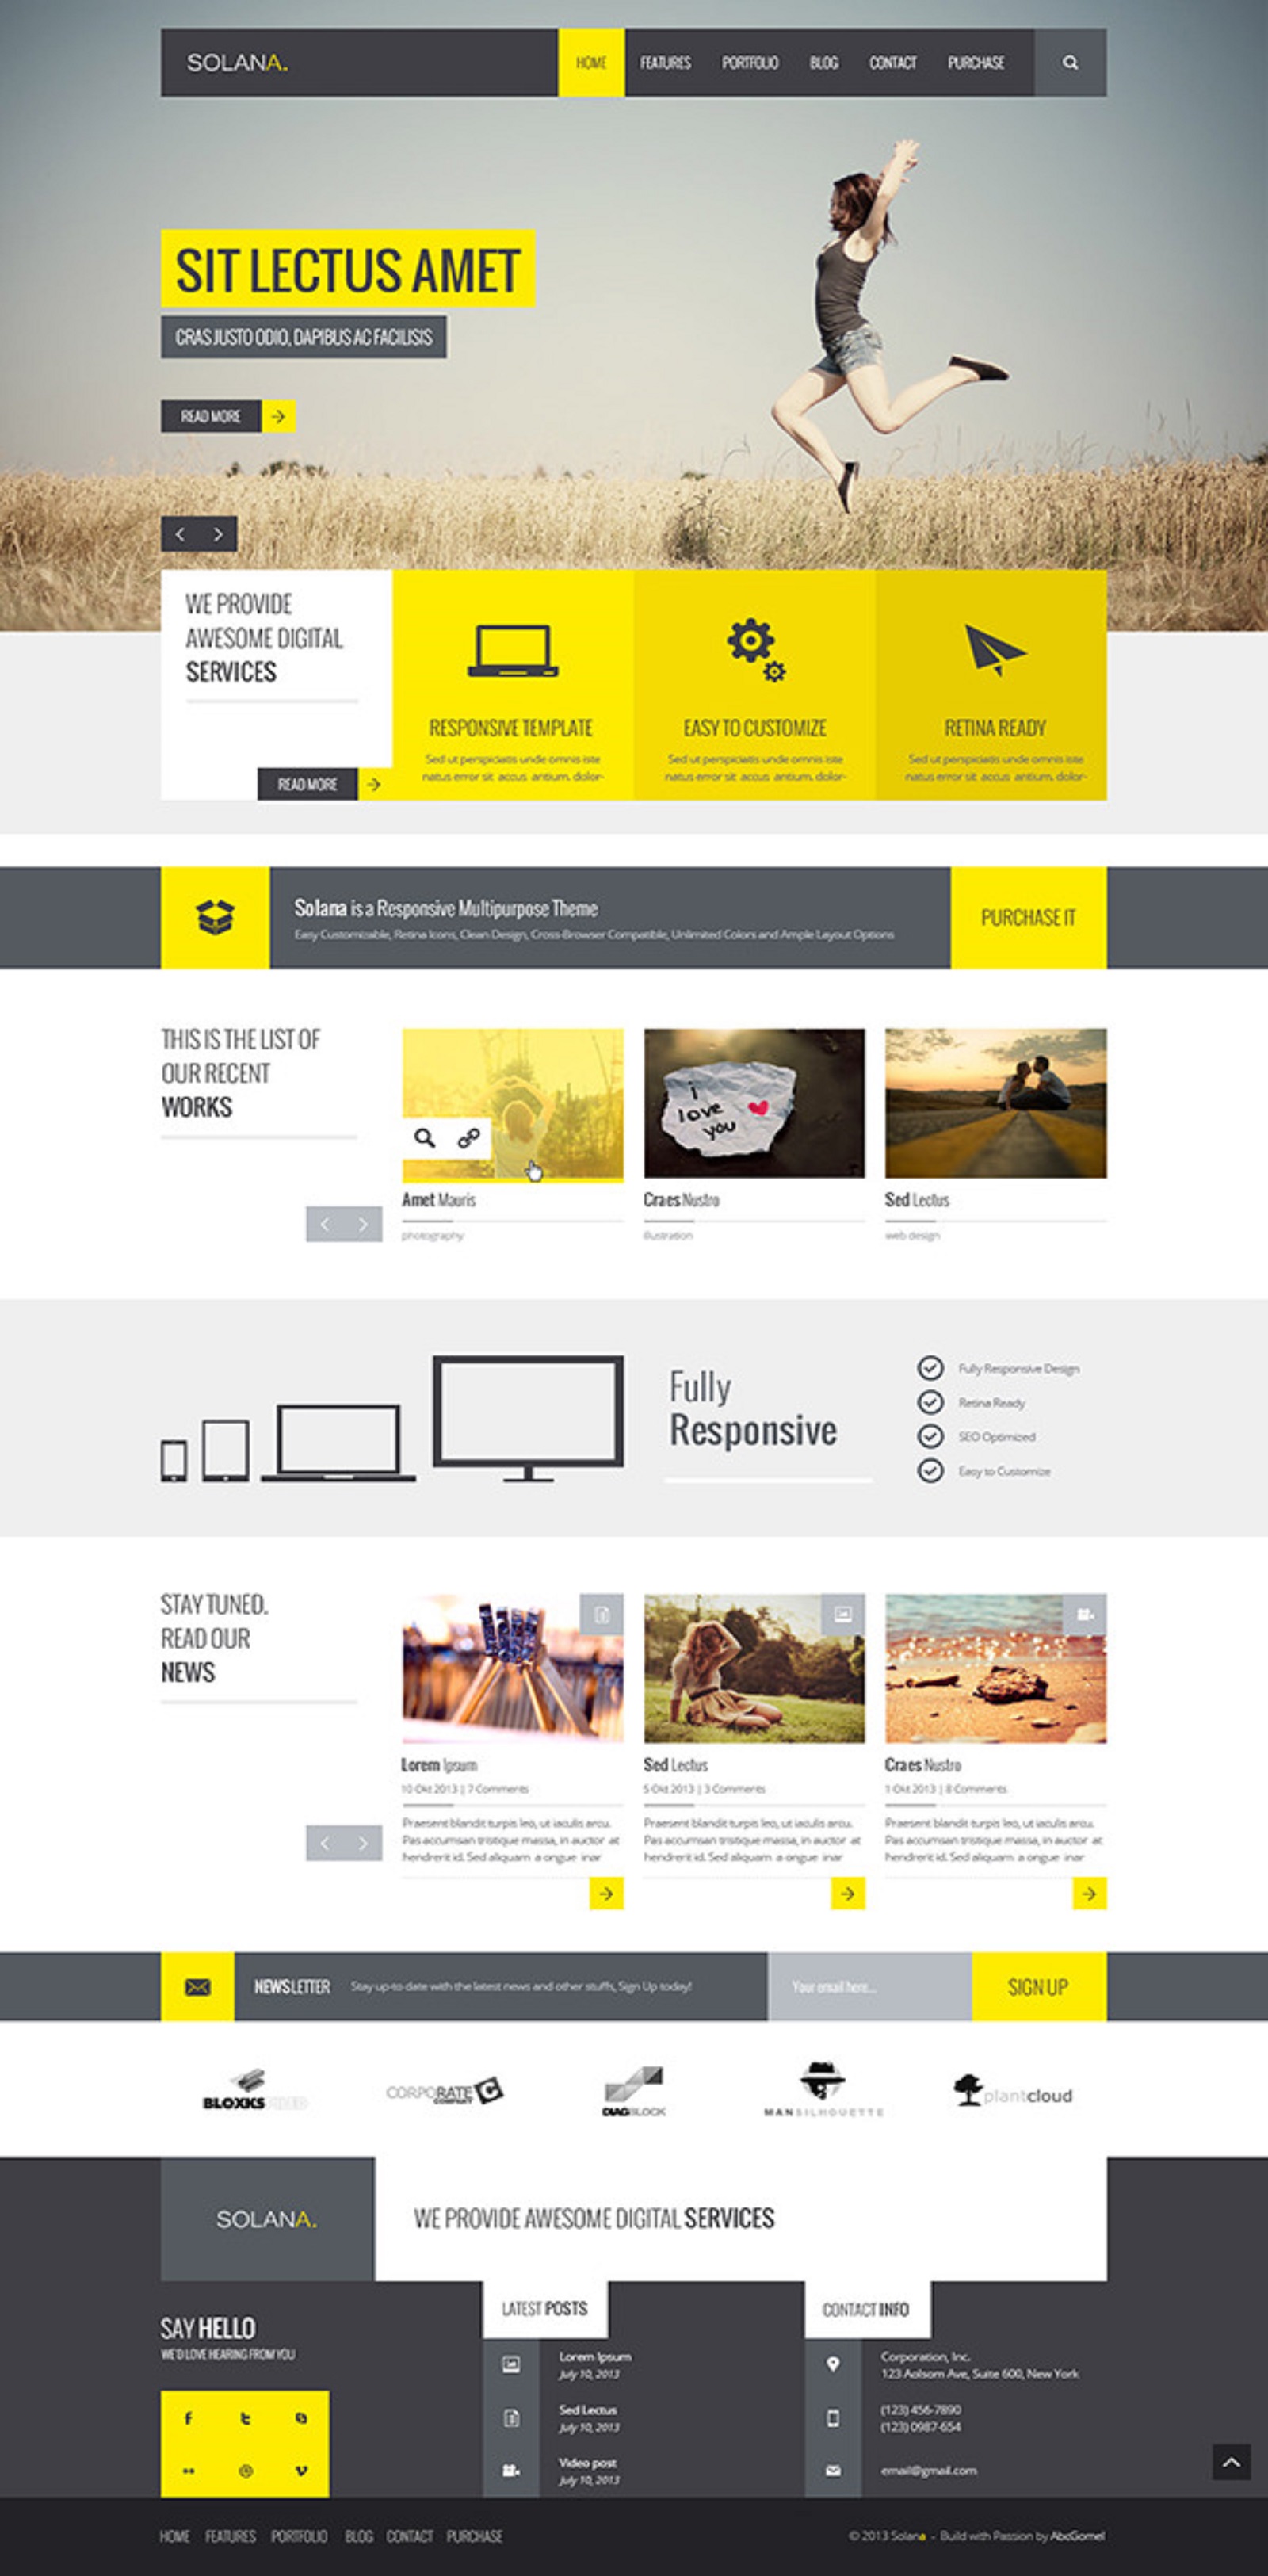 SOLANA.
HOME FEATURES PORTFOLIO BLOG CONTACT PURCHASE
SIT LECTUS AMET
CRAS JUSTO ODIO, DAPIBUS AC FACILISIS
READ MORE
WE PROVIDE
AWESOME DIGITAL
SERVICES
READ MORE
RESPONSIVE TEMPLATE
Sed ut perspiciatis unde omnis iste
natus error sit accus antium, dolor-
EASY TO CUSTOMIZE
Sed ut perspiciatis unde omnis iste
natus error sit accus antium, dolor-
RETINA READY
Sed ut perspiciatis unde omnis iste
natus error sit accus antium, dolor-
Solana is a Responsive Multipurpose Theme
Easy Customizable, Retina Icons, Clean Design, Cross-Browser Compatible, Unlimited Colors and Ample Layout Options
PURCHASE IT
THIS IS THE LIST OF
OUR RECENT
WORKS
i
love
you
Amet Mauris
photography
Craes Nustro
illustration
Sed Lectus
web design
Fully
Responsive
Fully Responsive Design
Retina Ready
SEO Optimized
Easy to Customize
STAY TUNED.
READ OUR
NEWS
Lorem Ipsum
10 Okt 2013 | 7 Comments
Praesent blandit turpis leo, ut iaculis arcu.
Pas accumsan tristique massa, in auctor at
hendrerit id. Sed aliquam a ongue inar
Sed Lectus
5 Okt 2013 | 3 Comments
Praesent blandit turpis leo, ut iaculis arcu.
Pas accumsan tristique massa, in auctor at
hendrerit id. Sed aliquam a ongue inar
Craes Nustro
1 Okt 2013 | 8 Comments
Praesent blandit turpis leo, ut iaculis arcu.
Pas accumsan tristique massa, in auctor at
hendrerit id. Sed aliquam a ongue inar
NEWSLETTER Stay up-to-date with the latest news and other stuffs, Sign Up today!
Your email here...
SIGN UP
BLOXKS
CORPORATE C
COMPANY
DIAGBLOCK
MANSILHOUETTE
plantcloud
SOLANA.
WE PROVIDE AWESOME DIGITAL SERVICES
SAY HELLO
WE'D LOVE HEARING FROM YOU
LATEST POSTS
Lorem Ipsum
July 10, 2013
Sed Lectus
July 10, 2013
Video post
July 10, 2013
CONTACT INFO
Corporation, Inc.
123 Aolsom Ave, Suite 600, New York
(123) 456-7890
(123) 0987-654
email@gmail.com
HOME FEATURES PORTFOLIO BLOG CONTACT PURCHASE
© 2013 Solana - Build with Passion by AbcGomel